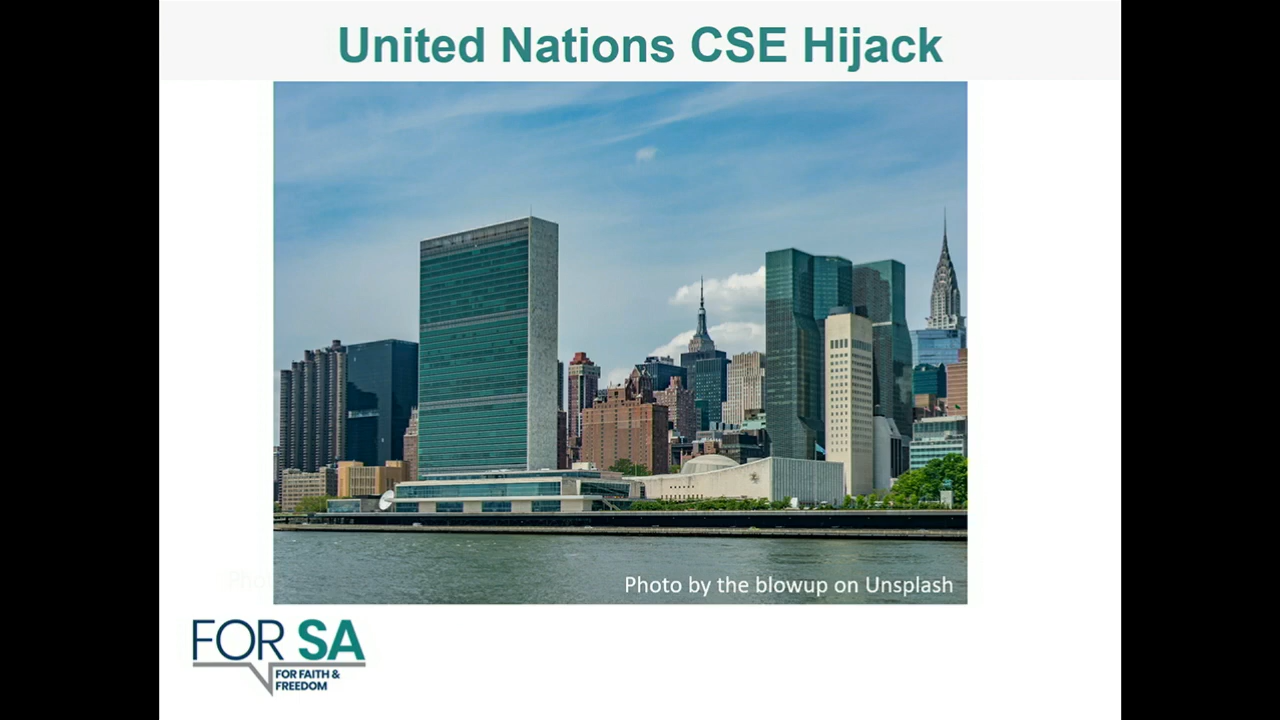 United Nations CSE Hijack
Photo by the blowup on Unsplash
FOR SA
FOR FAITH &
FREEDOM